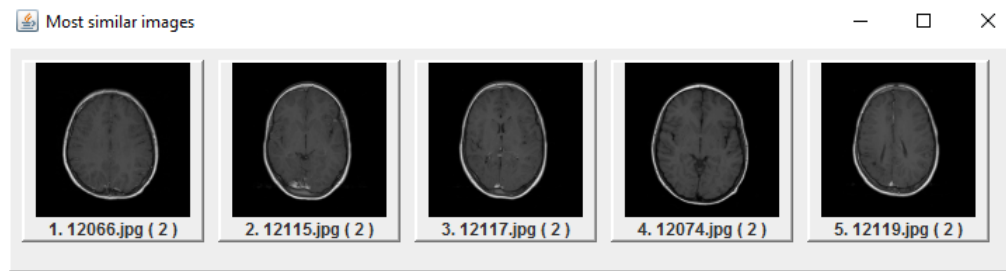 Most similar images
1. 12066.jpg ( 2 )
2. 12115.jpg ( 2 )
3. 12117.jpg ( 2 )
4. 12074.jpg ( 2 )
5. 12119.jpg ( 2 )